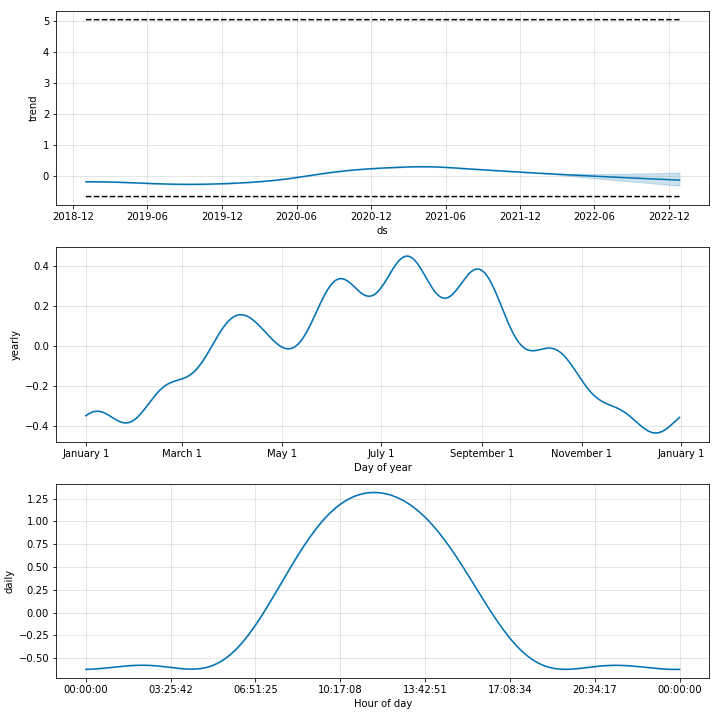 5
4
3
2
1
0
trend
2018-12 2019-06 2019-12 2020-06 2020-12 2021-06 2021-12 2022-06 2022-12
ds
0.4
0.2
0.0
−0.2
−0.4
yearly
January 1 March 1 May 1 July 1 September 1 November 1 January 1
Day of year
1.25
1.00
0.75
0.50
0.25
0.00
−0.25
−0.50
daily
00:00:00 03:25:42 06:51:25 10:17:08 13:42:51 17:08:34 20:34:17 00:00:00
Hour of day